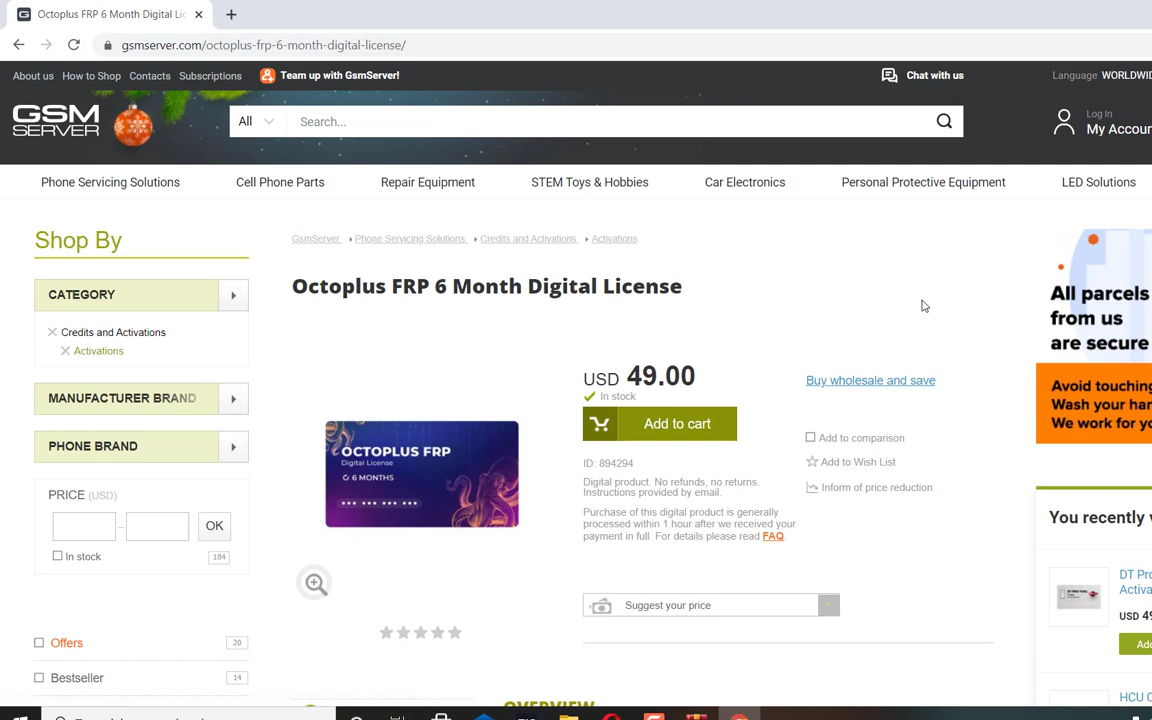 Octoplus FRP 6 Month Digital Lic
gsmserver.com/octoplus-frp-6-month-digital-license/
About us How to Shop Contacts Subscriptions Team up with GsmServer! Chat with us Language WORLDWID
GSM
SERVER
All Search...
Log In
My Accoun
Phone Servicing Solutions Cell Phone Parts Repair Equipment STEM Toys & Hobbies Car Electronics Personal Protective Equipment LED Solutions
Shop By
GsmServer Phone Servicing Solutions Credits and Activations Activations
CATEGORY
Credits and Activations
Activations
MANUFACTURER BRAND
PHONE BRAND
PRICE (USD)
–
OK
In stock 184
Offers 20
Bestseller 14
Octoplus FRP 6 Month Digital License
OCTOPLUS FRP
Digital License
6 MONTHS
USD 49.00
In stock
Add to cart
ID: 894294
Digital product. No refunds, no returns.
Instructions provided by email.
Purchase of this digital product is generally
processed within 1 hour after we received your
payment in full. For details please read FAQ.
Buy wholesale and save
Add to comparison
Add to Wish List
Inform of price reduction
Suggest your price
OVERVIEW
All parcels
from us
are secure
Avoid touching
Wash your han
We work for yo
You recently v
DT Pro
Activa
USD 49
Add
HCU C